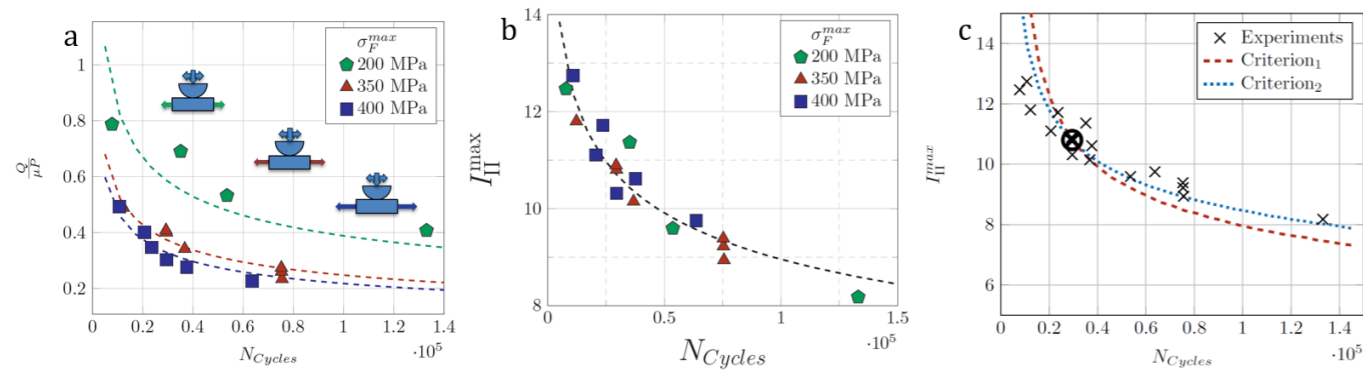 a
σ_F^max
200 MPa
350 MPa
400 MPa
Q/μP
1
0.8
0.6
0.4
0.2
0 0.2 0.4 0.6 0.8 1 1.2 1.4
·10^5
N_Cycles
b
σ_F^max
200 MPa
350 MPa
400 MPa
I_II^max
14
12
10
8
0 0.5 1 1.5
·10^5
N_Cycles
c
Experiments
Criterion_1
Criterion_2
I_II^max
14
12
10
8
6
0 0.2 0.4 0.6 0.8 1 1.2 1.4
·10^5
N_Cycles